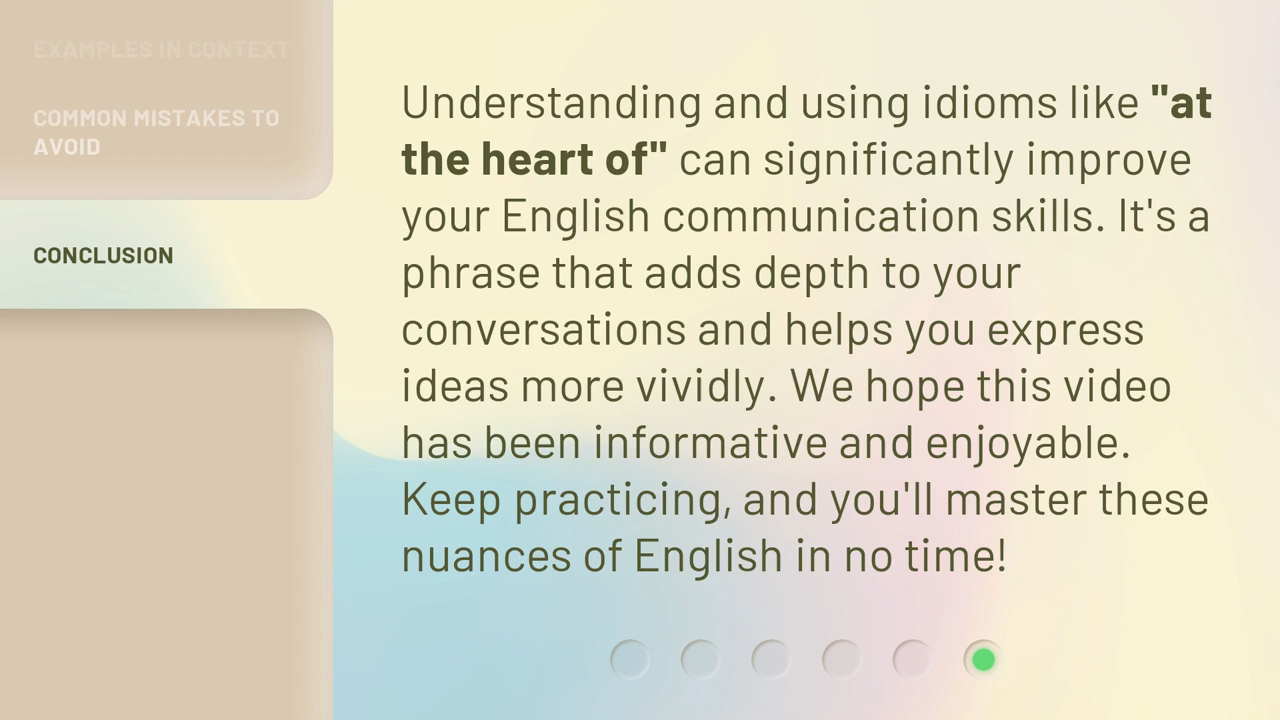 EXAMPLES IN CONTEXT
COMMON MISTAKES TO
AVOID
CONCLUSION
Understanding and using idioms like "at
the heart of" can significantly improve
your English communication skills. It's a
phrase that adds depth to your
conversations and helps you express
ideas more vividly. We hope this video
has been informative and enjoyable.
Keep practicing, and you'll master these
nuances of English in no time!